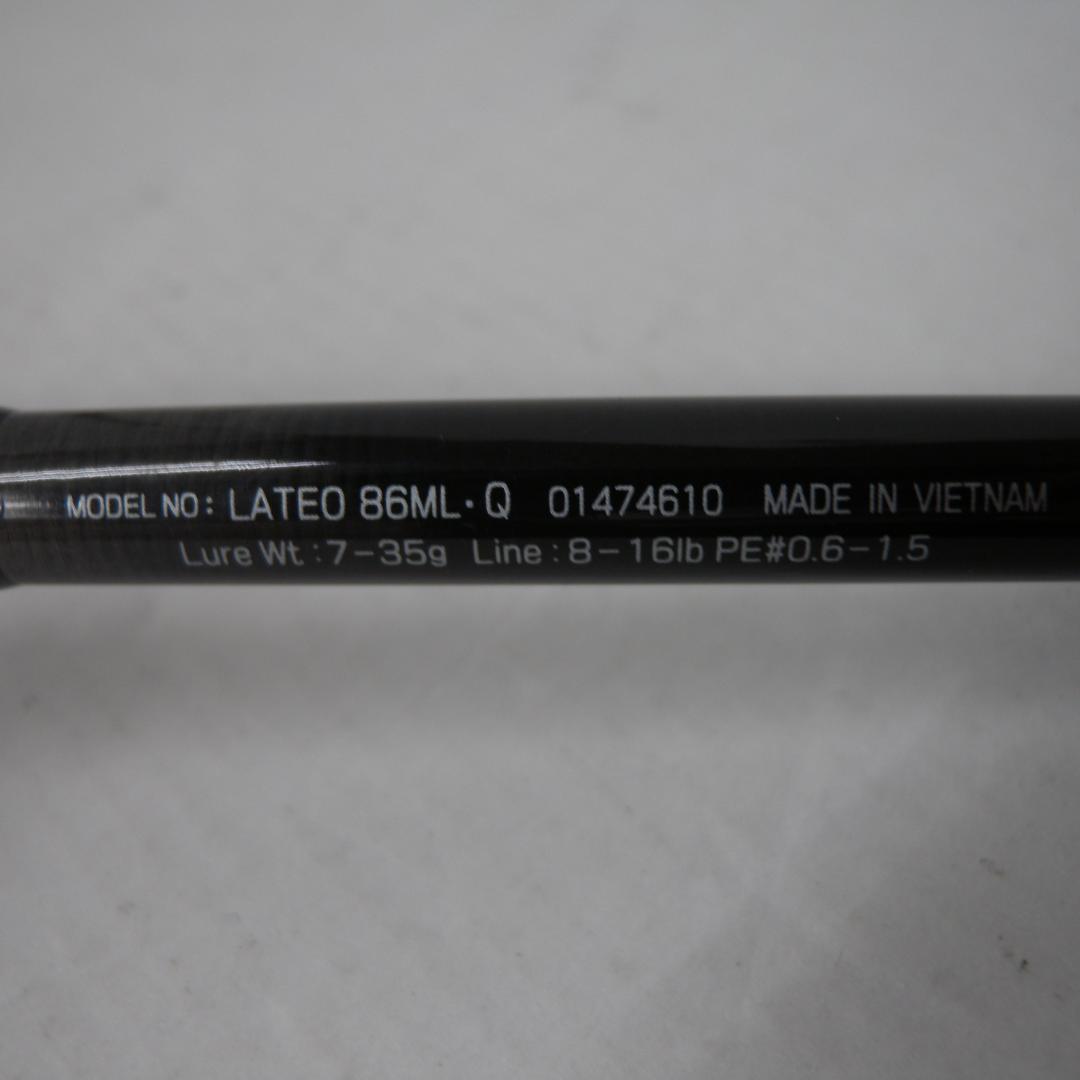 MODEL NO: LATEO 86ML·Q 01474610 MADE IN VIETNAM
Lure Wt:7-35g Line:8-16lb PE#0.6-1.5